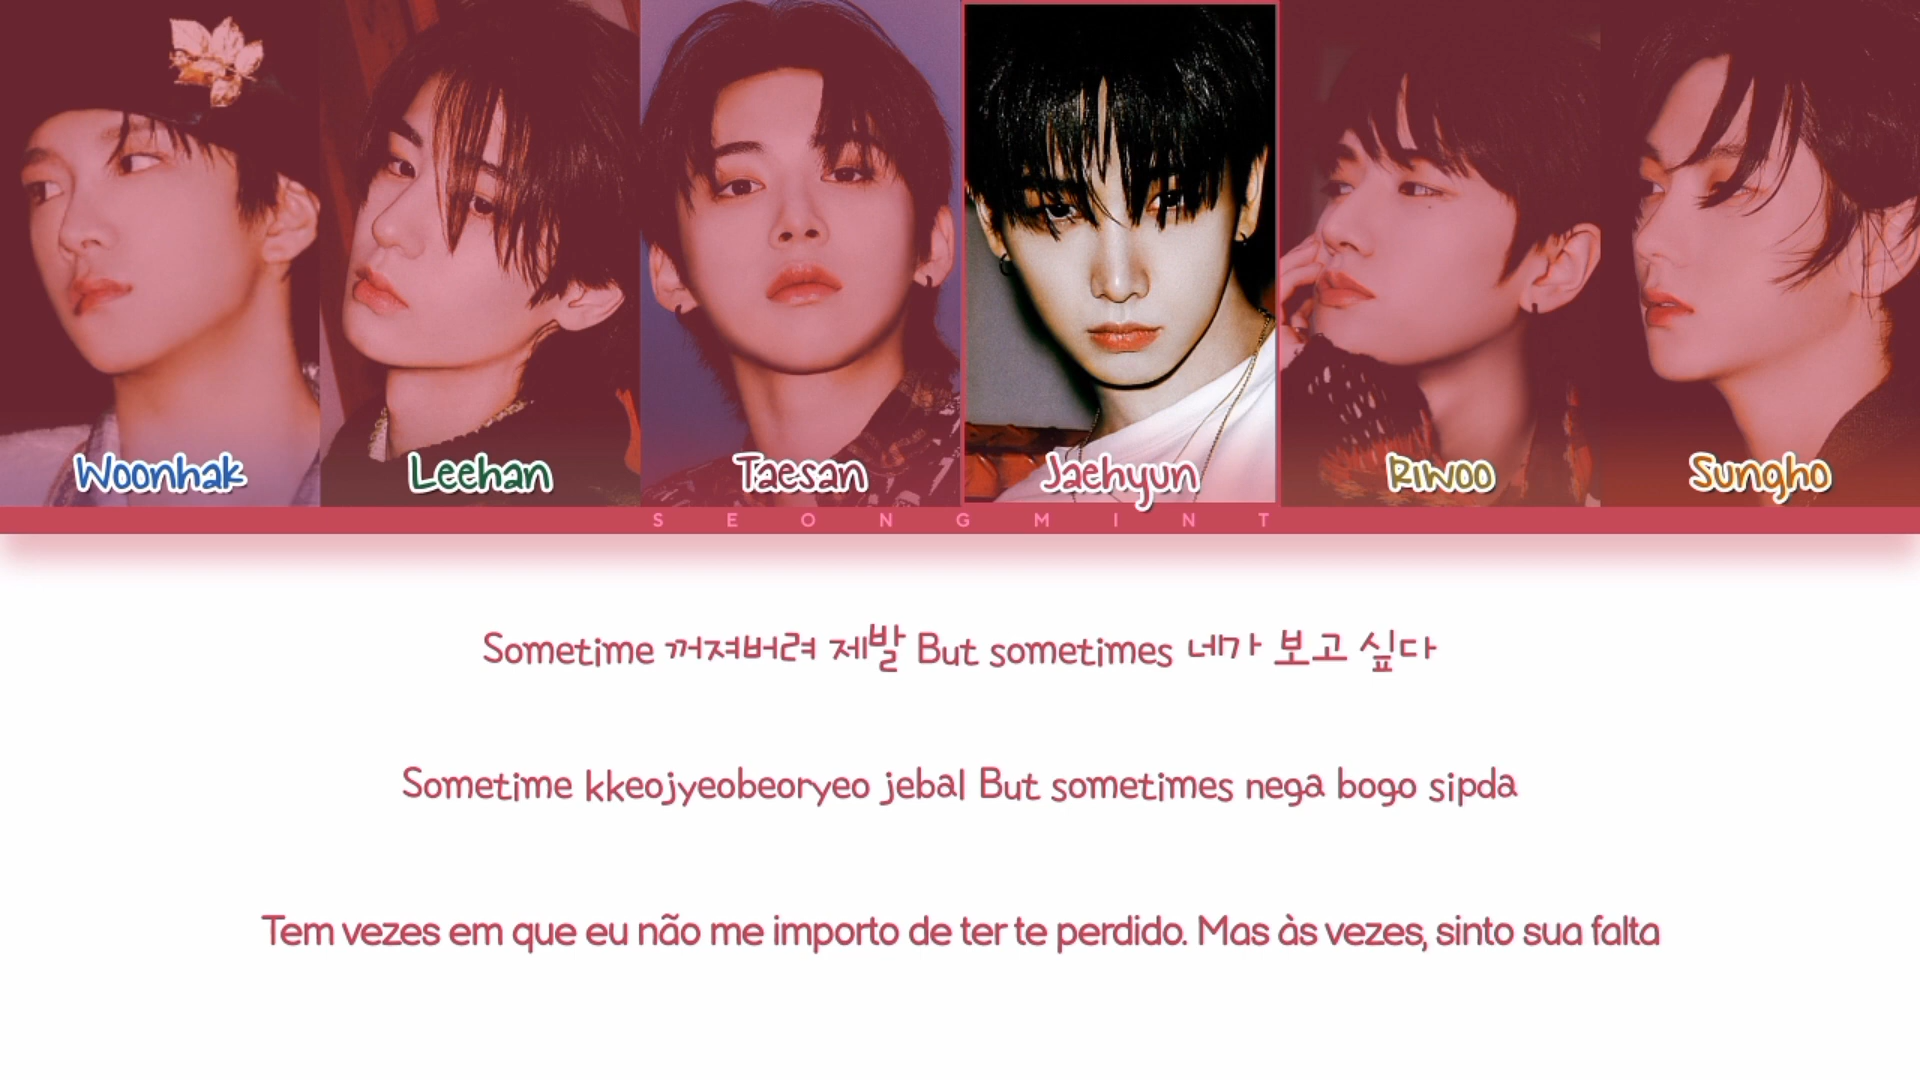 Woonhak
Leehan
Taesan
Jaehyun
Riwoo
Sungho
SEONGMINT
Sometime 꺼져버려 제발 But sometimes 네가 보고 싶다
Sometime kkeojyeobeoryeo jebal But sometimes nega bogo sipda
Tem vezes em que eu não me importo de ter te perdido. Mas às vezes, sinto sua falta